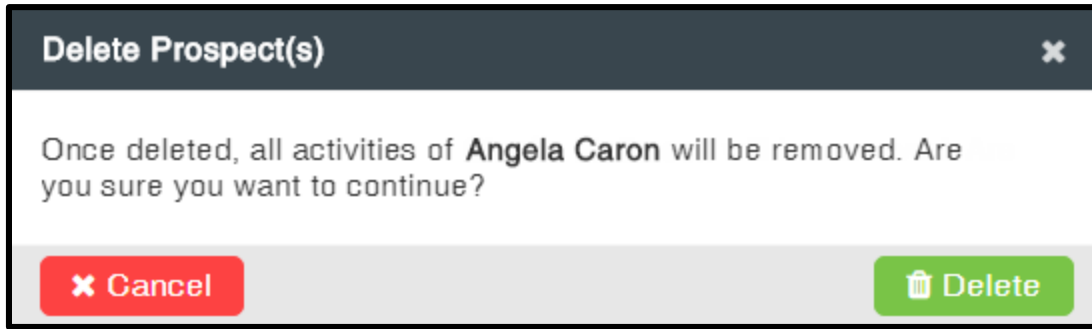 Delete Prospect(s)
Once deleted, all activities of Angela Caron will be removed. Are
you sure you want to continue?
Cancel
Delete